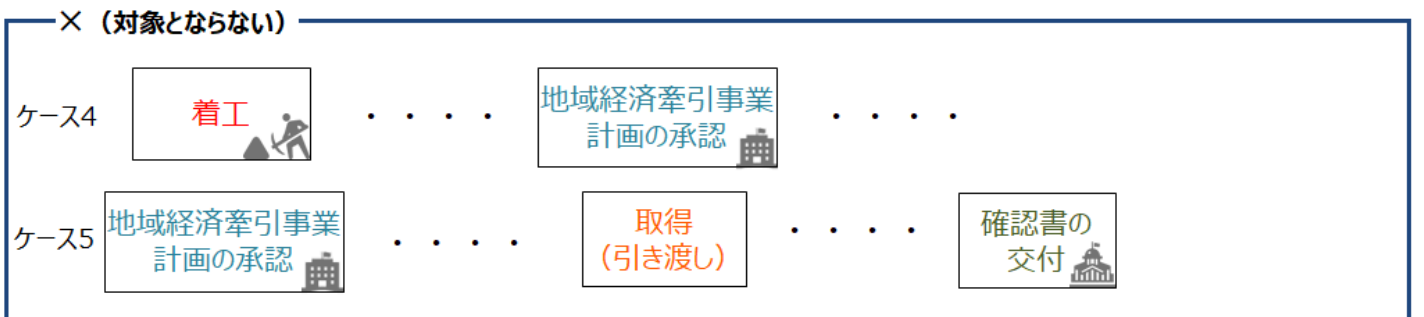 ×（対象とならない）
ケース4 着工 ・・・・ 地域経済牽引事業 ・・・・
計画の承認
ケース5 地域経済牽引事業 ・・・・ 取得 ・・・・ 確認書の
計画の承認 （引き渡し） 交付